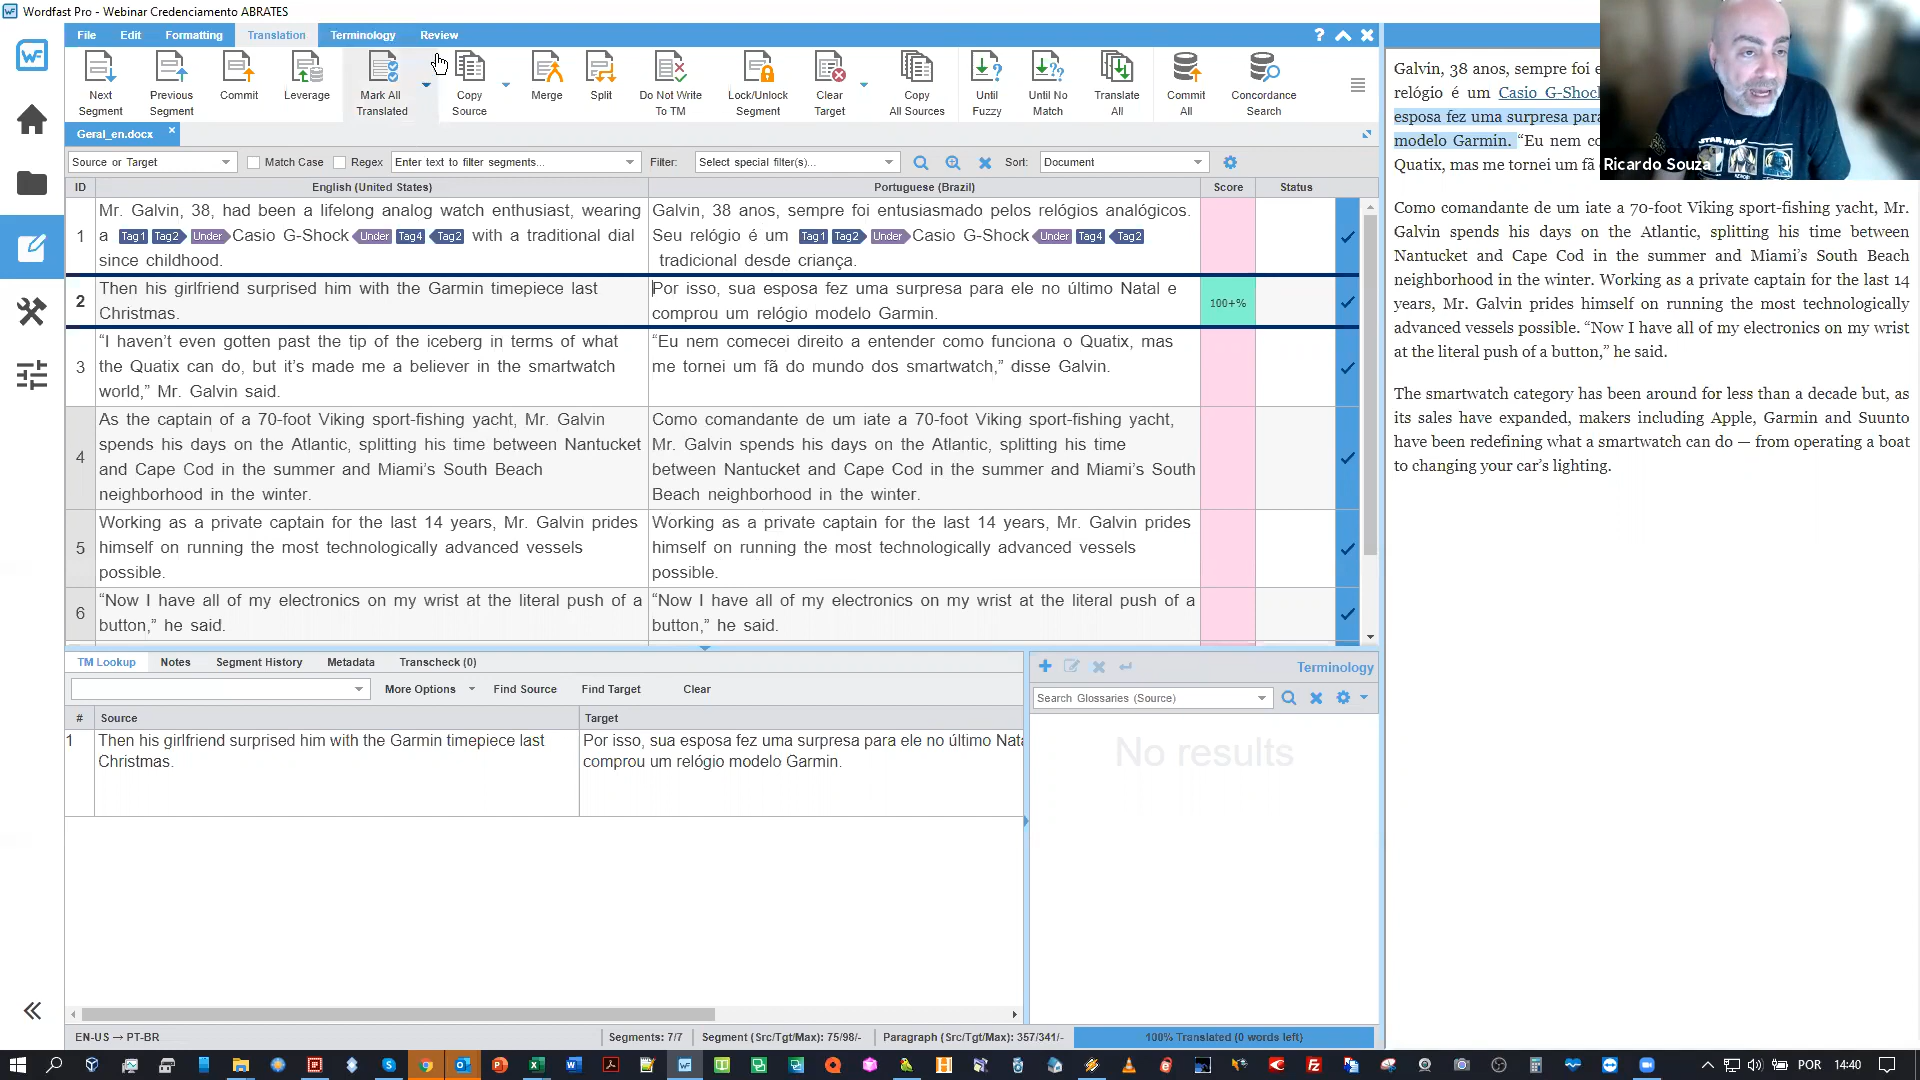 Wordfast Pro - Webinar Credenciamento ABRATES
File Edit Formatting Translation Terminology Review
Next Segment
Previous Segment
Commit
Leverage
Mark All Translated
Copy Source
Merge
Split
Do Not Write To TM
Lock/Unlock Segment
Clear Target
Copy All Sources
Until Fuzzy
Until No Match
Translate All
Commit All
Concordance Search
Geral_en.docx
Source or Target Match Case Regex Enter text to filter segments... Filter: Select special filter(s)... Sort: Document
ID English (United States) Portuguese (Brazil) Score Status
1
Mr. Galvin, 38, had been a lifelong analog watch enthusiast, wearing
a Tag1 Tag2 Under Casio G-Shock Under Tag4 Tag2 with a traditional dial
since childhood.
Galvin, 38 anos, sempre foi entusiasmado pelos relógios analógicos.
Seu relógio é um Tag1 Tag2 Under Casio G-Shock Under Tag4 Tag2
tradicional desde criança.
2
Then his girlfriend surprised him with the Garmin timepiece last
Christmas.
Por isso, sua esposa fez uma surpresa para ele no último Natal e
comprou um relógio modelo Garmin.
100+%
3
“I haven’t even gotten past the tip of the iceberg in terms of what
the Quatix can do, but it’s made me a believer in the smartwatch
world,” Mr. Galvin said.
“Eu nem comecei direito a entender como funciona o Quatix, mas
me tornei um fã do mundo dos smartwatch,” disse Galvin.
4
As the captain of a 70-foot Viking sport-fishing yacht, Mr. Galvin
spends his days on the Atlantic, splitting his time between Nantucket
and Cape Cod in the summer and Miami’s South Beach
neighborhood in the winter.
Como comandante de um iate a 70-foot Viking sport-fishing yacht,
Mr. Galvin spends his days on the Atlantic, splitting his time
between Nantucket and Cape Cod in the summer and Miami’s South
Beach neighborhood in the winter.
5
Working as a private captain for the last 14 years, Mr. Galvin prides
himself on running the most technologically advanced vessels
possible.
Working as a private captain for the last 14 years, Mr. Galvin prides
himself on running the most technologically advanced vessels
possible.
6
“Now I have all of my electronics on my wrist at the literal push of a
button,” he said.
“Now I have all of my electronics on my wrist at the literal push of a
button,” he said.
TM Lookup Notes Segment History Metadata Transcheck (0)
More Options Find Source Find Target Clear
# Source Target
1
Then his girlfriend surprised him with the Garmin timepiece last
Christmas.
Por isso, sua esposa fez uma surpresa para ele no último Nata
comprou um relógio modelo Garmin.
Terminology
Search Glossaries (Source)
No results
EN-US → PT-BR Segments: 7/7 Segment (Src/Tgt/Max): 75/98/- Paragraph (Src/Tgt/Max): 357/341/- 100% Translated (0 words left)
Galvin, 38 anos, sempre foi e
relógio é um Casio G-Shock
esposa fez uma surpresa para
modelo Garmin. “Eu nem co
Quatix, mas me tornei um fã
Como comandante de um iate a 70-foot Viking sport-fishing yacht, Mr.
Galvin spends his days on the Atlantic, splitting his time between
Nantucket and Cape Cod in the summer and Miami’s South Beach
neighborhood in the winter. Working as a private captain for the last 14
years, Mr. Galvin prides himself on running the most technologically
advanced vessels possible. “Now I have all of my electronics on my wrist
at the literal push of a button,” he said.
The smartwatch category has been around for less than a decade but, as
its sales have expanded, makers including Apple, Garmin and Suunto
have been redefining what a smartwatch can do — from operating a boat
to changing your car’s lighting.
STAR WARS
Ricardo Souza
POR 14:40